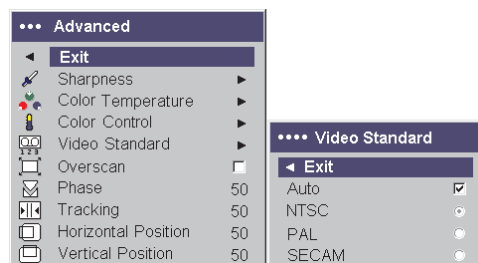 Advanced
Exit
Sharpness
Color Temperature
Color Control
Video Standard
Overscan
Phase 50
Tracking 50
Horizontal Position 50
Vertical Position 50
Video Standard
Exit
Auto
NTSC
PAL
SECAM